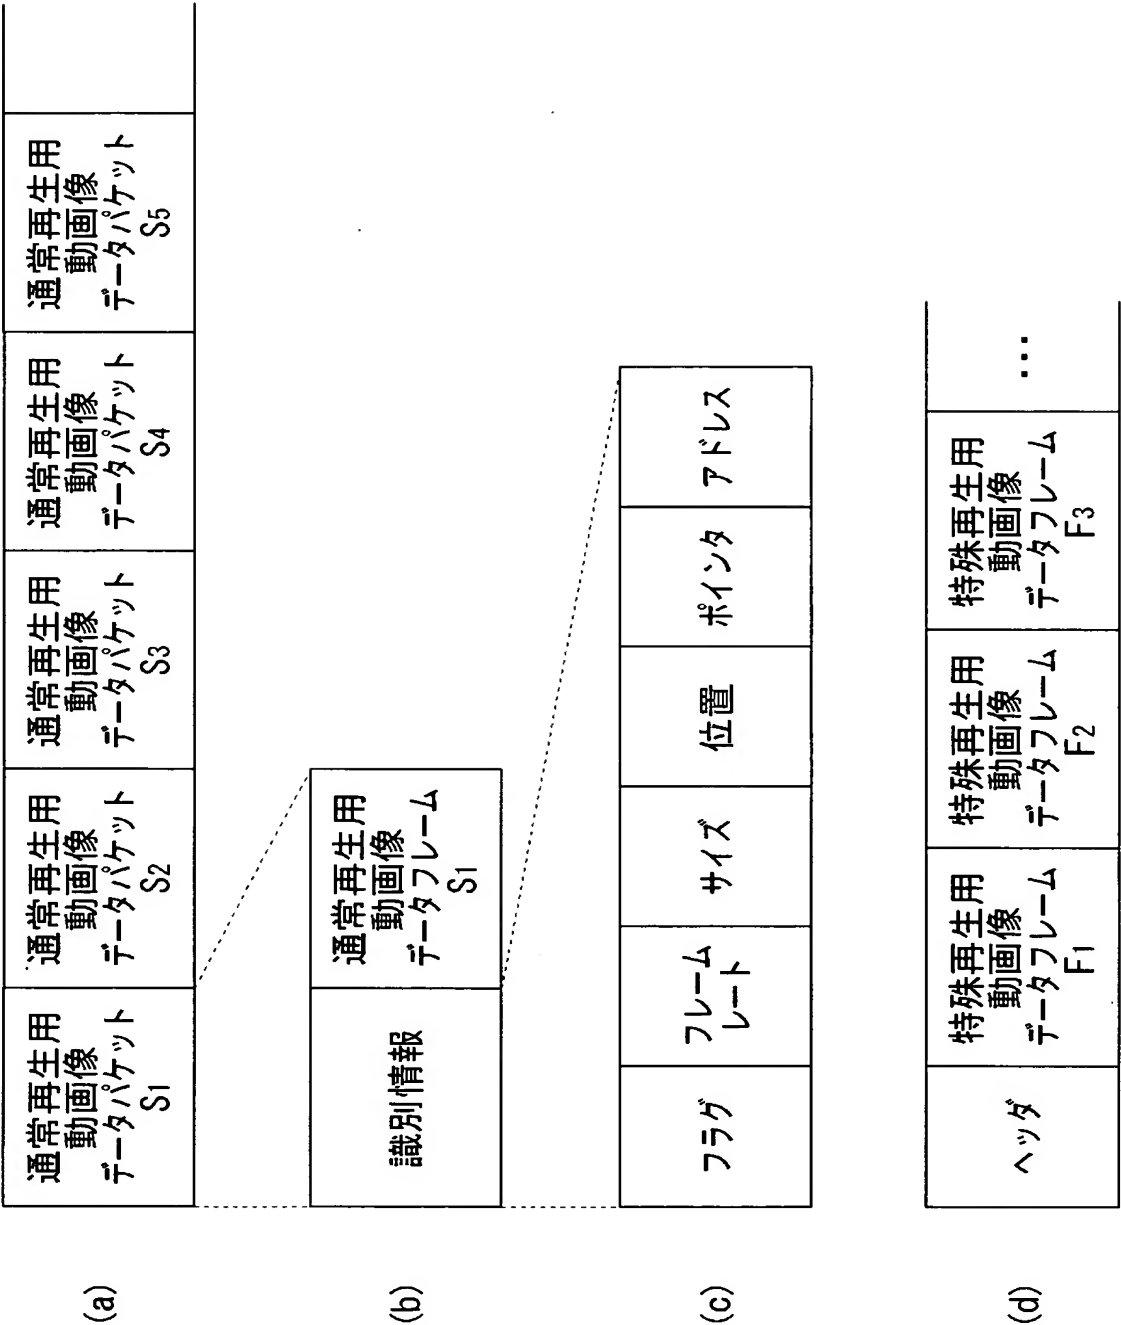 (a)
通常再生用
動画像
データパケット
S1
通常再生用
動画像
データパケット
S2
通常再生用
動画像
データパケット
S3
通常再生用
動画像
データパケット
S4
通常再生用
動画像
データパケット
S5
(b)
識別情報
通常再生用
動画像
データフレーム
S1
(c)
フラグ
フレーム
レート
サイズ
位置
ポインタ
アドレス
(d)
ヘッダ
特殊再生用
動画像
データフレーム
F1
特殊再生用
動画像
データフレーム
F2
特殊再生用
動画像
データフレーム
F3
...